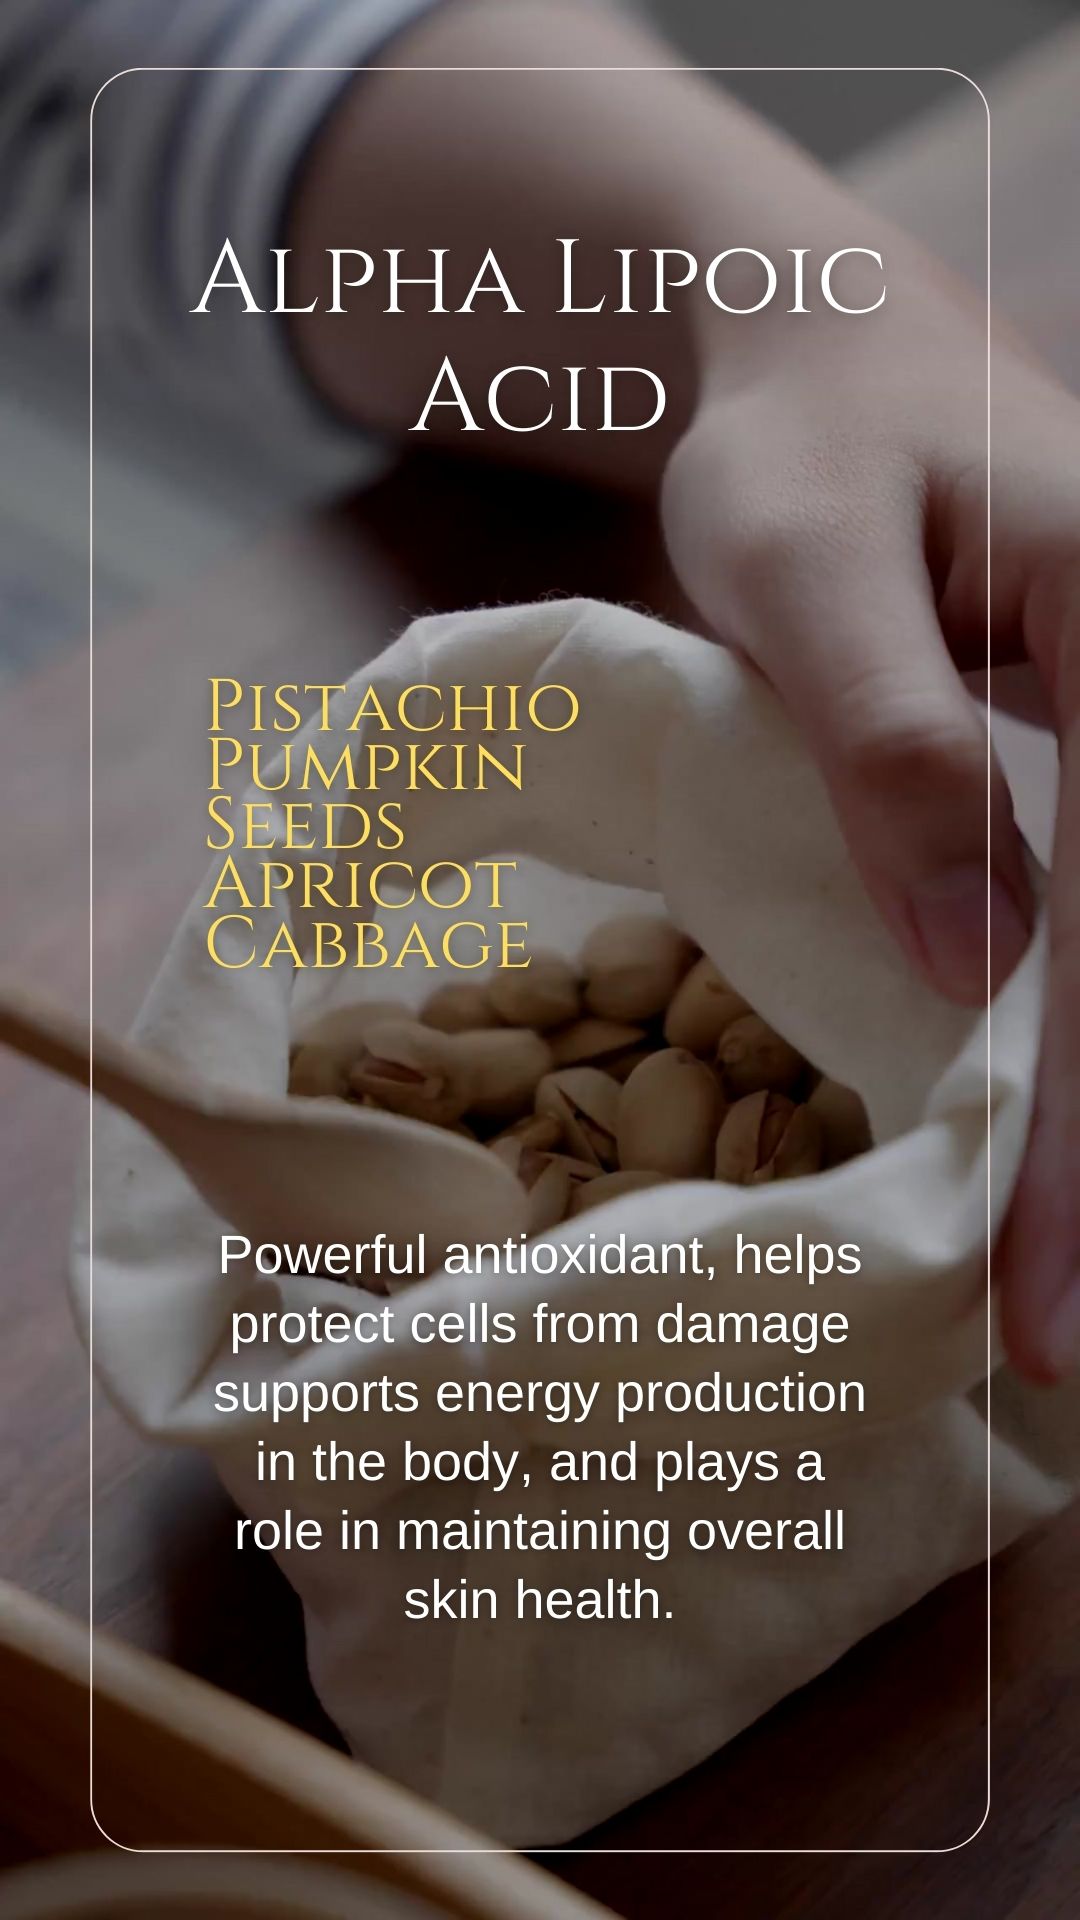 Alpha Lipoic
Acid
Pistachio
Pumpkin
Seeds
Apricot
Cabbage
Powerful antioxidant, helps
protect cells from damage
supports energy production
in the body, and plays a
role in maintaining overall
skin health.